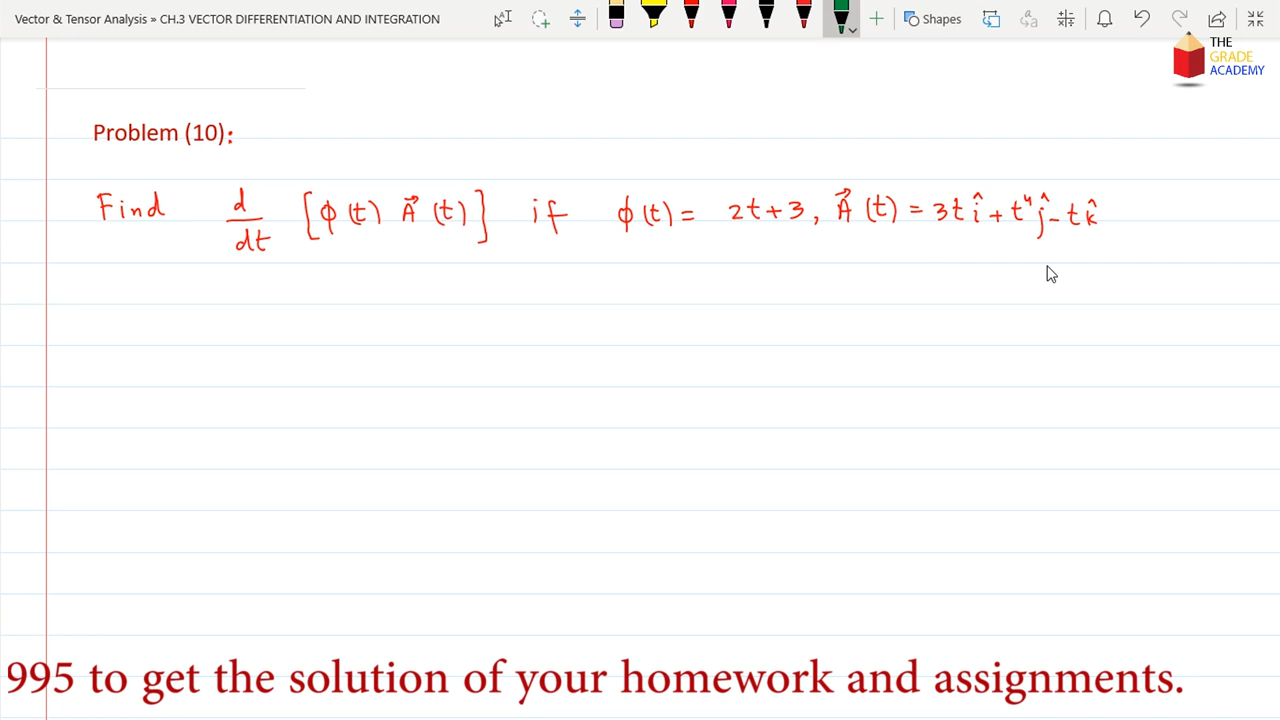 Vector & Tensor Analysis » CH.3 VECTOR DIFFERENTIATION AND INTEGRATION
Shapes
THE
GRADE
ACADEMY
Problem (10):
Find d/dt [ϕ(t) A⃗(t)] if ϕ(t) = 2t+3, A⃗(t) = 3t î + t⁴ ĵ - t k̂
995 to get the solution of your homework and assignments.